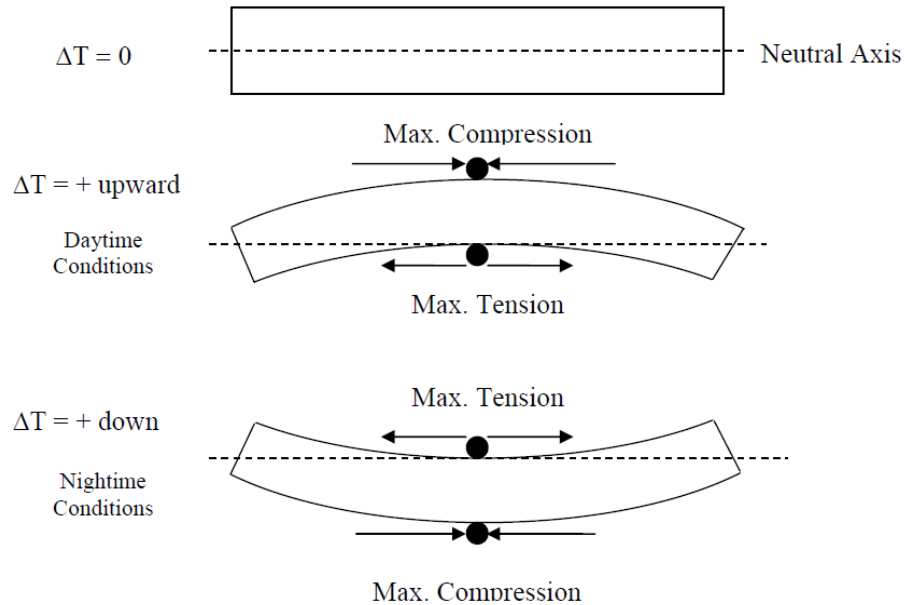 ΔT = 0
Neutral Axis
Max. Compression
ΔT = + upward
Daytime
Conditions
Max. Tension
Max. Tension
ΔT = + down
Nightime
Conditions
Max. Compression